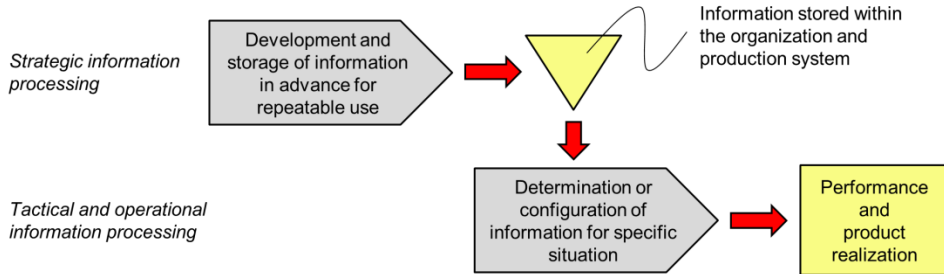 Strategic information
processing
Development and
storage of information
in advance for
repeatable use
Information stored within
the organization and
production system
Tactical and operational
information processing
Determination or
configuration of
information for specific
situation
Performance
and
product
realization